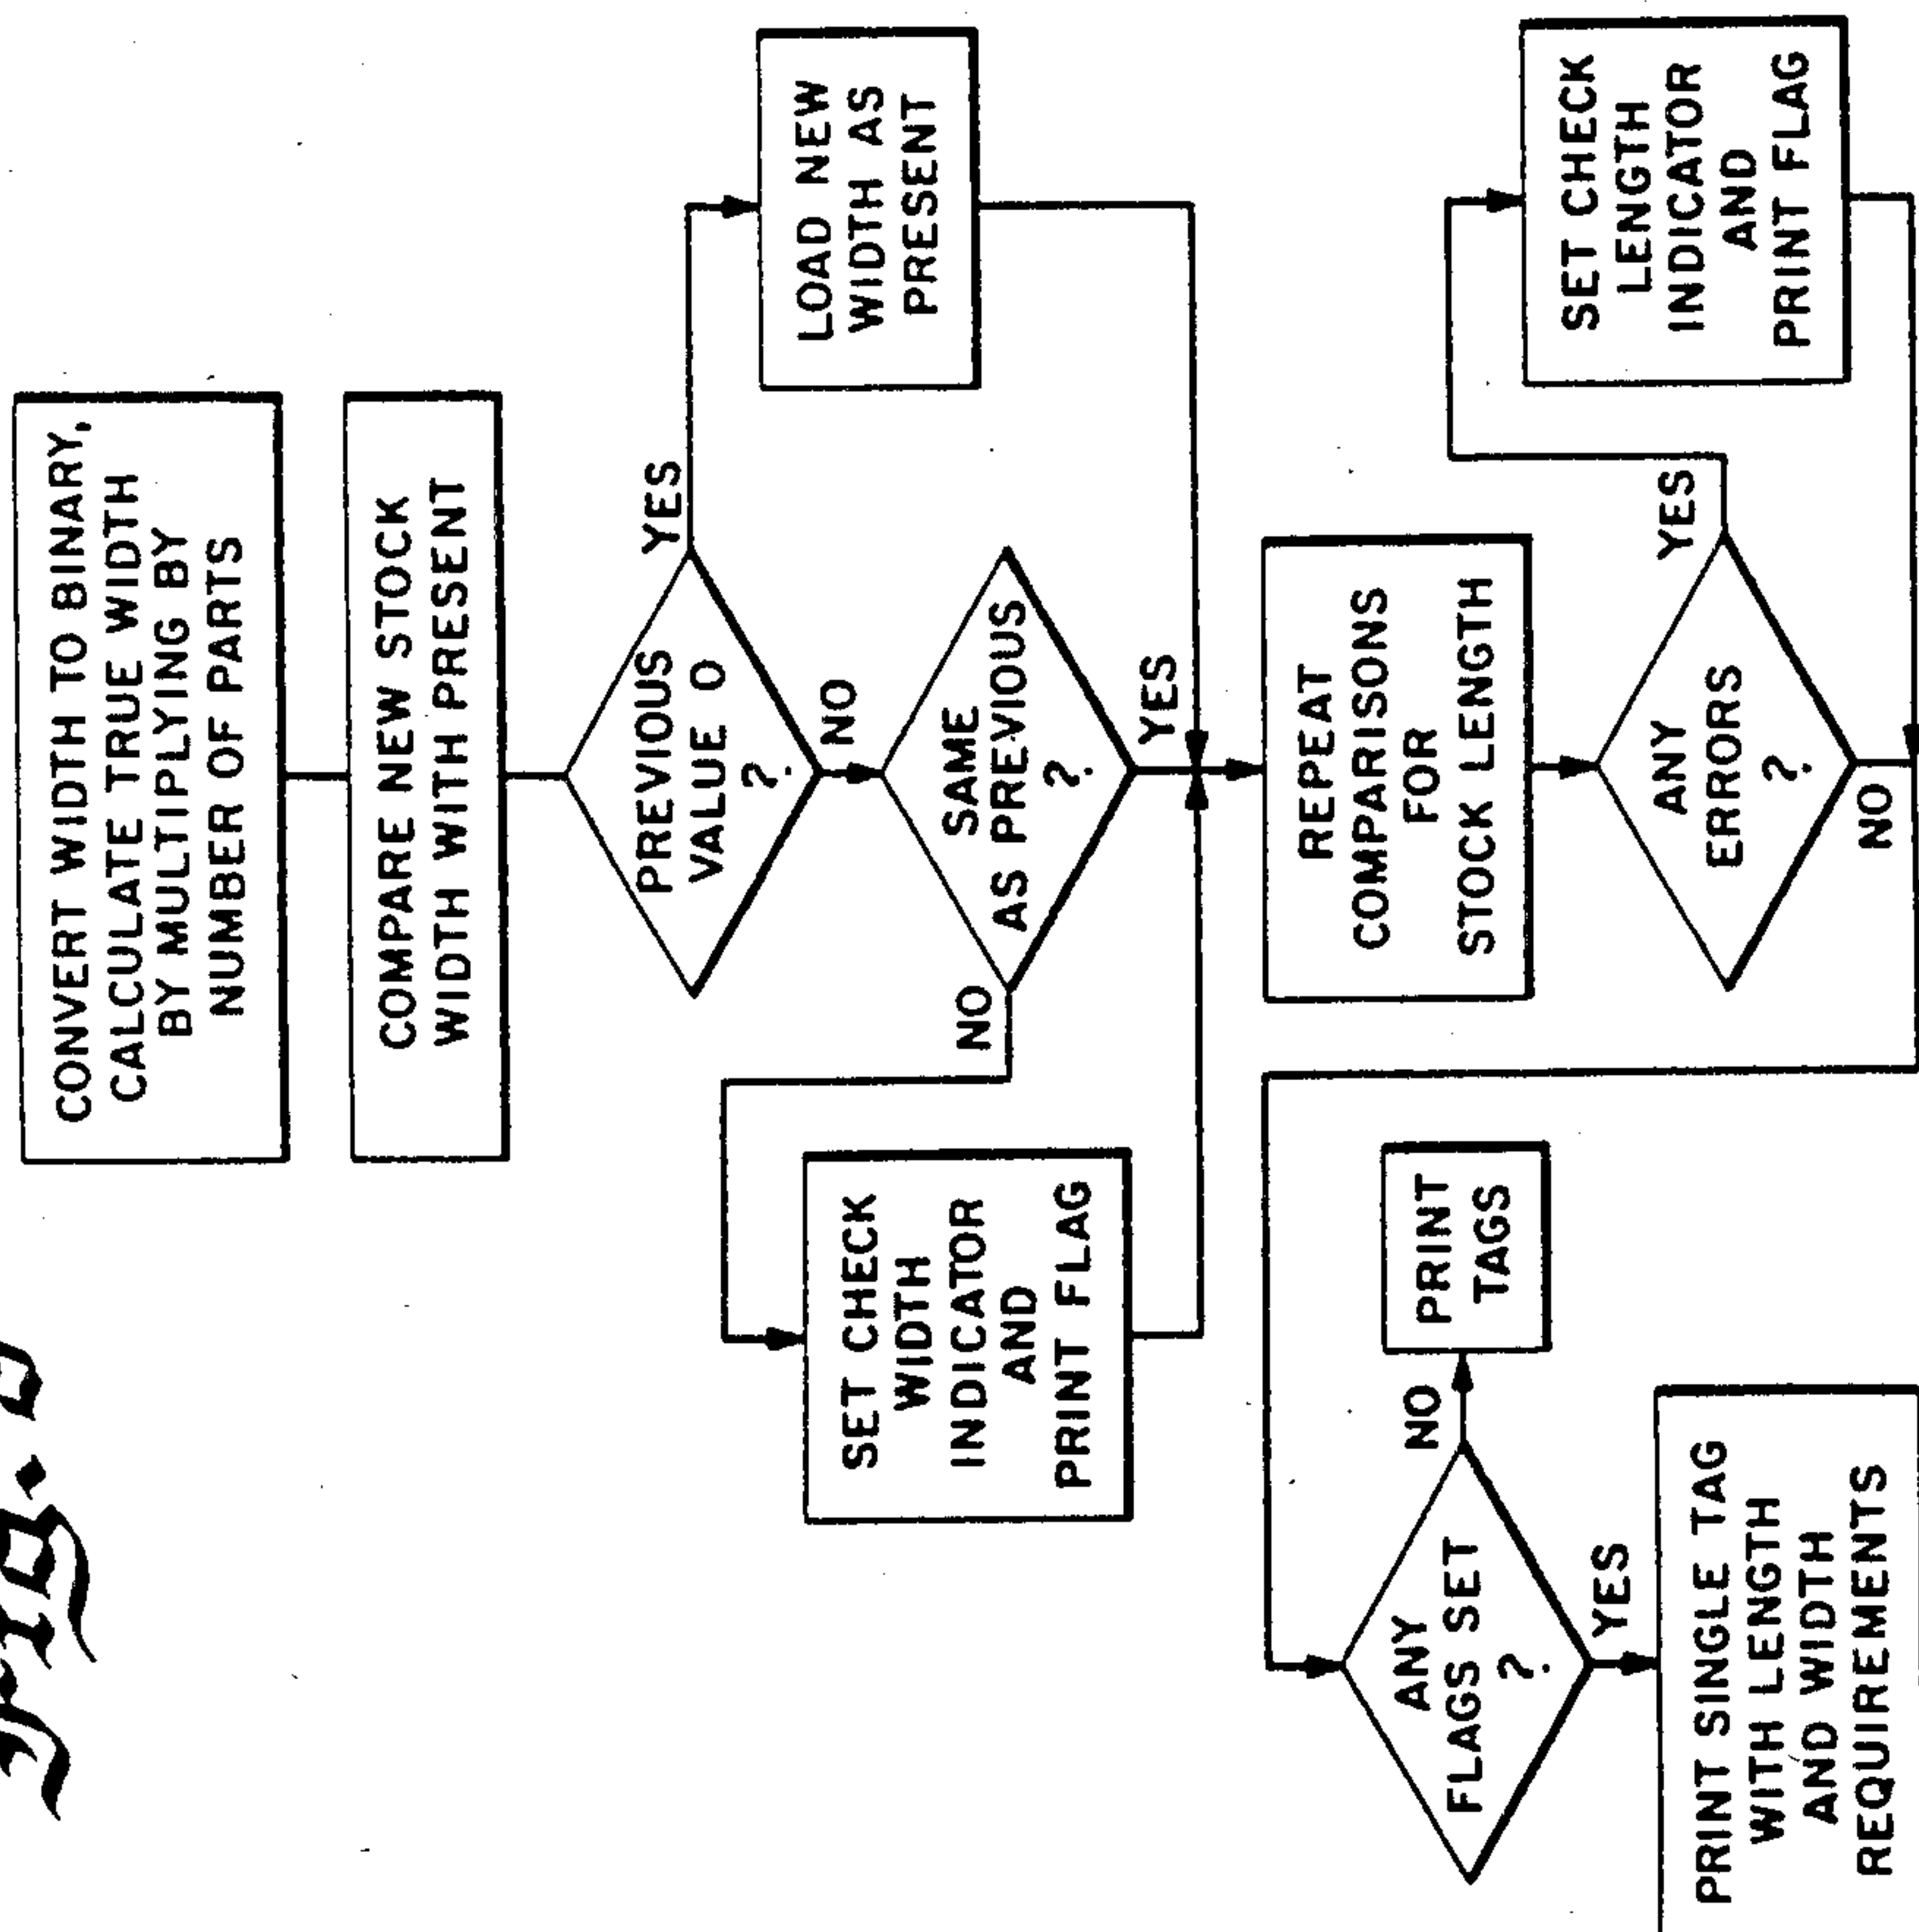 CONVERT WIDTH TO BINARY,
CALCULATE TRUE WIDTH
BY MULTIPLYING BY
NUMBER OF PARTS
COMPARE NEW STOCK
WIDTH WITH PRESENT
PREVIOUS
VALUE O
?
YES
NO
LOAD NEW
WIDTH AS
PRESENT
SAME
AS PREVIOUS
?
NO
YES
SET CHECK
WIDTH
INDICATOR
AND
PRINT FLAG
REPEAT
COMPARISONS
FOR
STOCK LENGTH
ANY
ERRORS
?
YES
NO
SET CHECK
LENGTH
INDICATOR
AND
PRINT FLAG
ANY
FLAGS SET
?
NO
PRINT
TAGS
YES
PRINT SINGLE TAG
WITH LENGTH
AND WIDTH
REQUIREMENTS